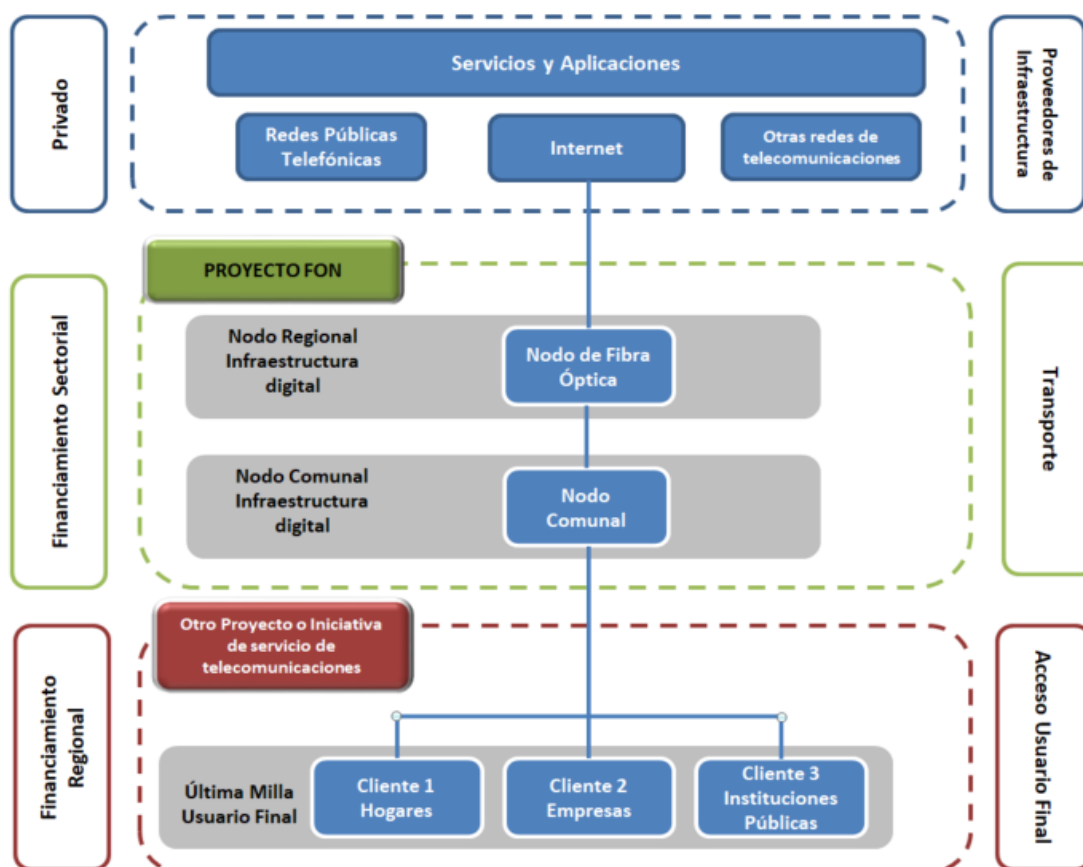 Privado
Servicios y Aplicaciones
Redes Públicas
Telefónicas
Internet
Otras redes de
telecomunicaciones
Proveedores de
Infraestructura
Financiamiento Sectorial
PROYECTO FON
Nodo Regional
Infraestructura
digital
Nodo de Fibra
Óptica
Nodo Comunal
Infraestructura
digital
Nodo
Comunal
Transporte
Financiamiento
Regional
Otro Proyecto o Iniciativa
de servicio de
telecomunicaciones
Última Milla
Usuario Final
Cliente 1
Hogares
Cliente 2
Empresas
Cliente 3
Instituciones
Públicas
Acceso Usuario Final